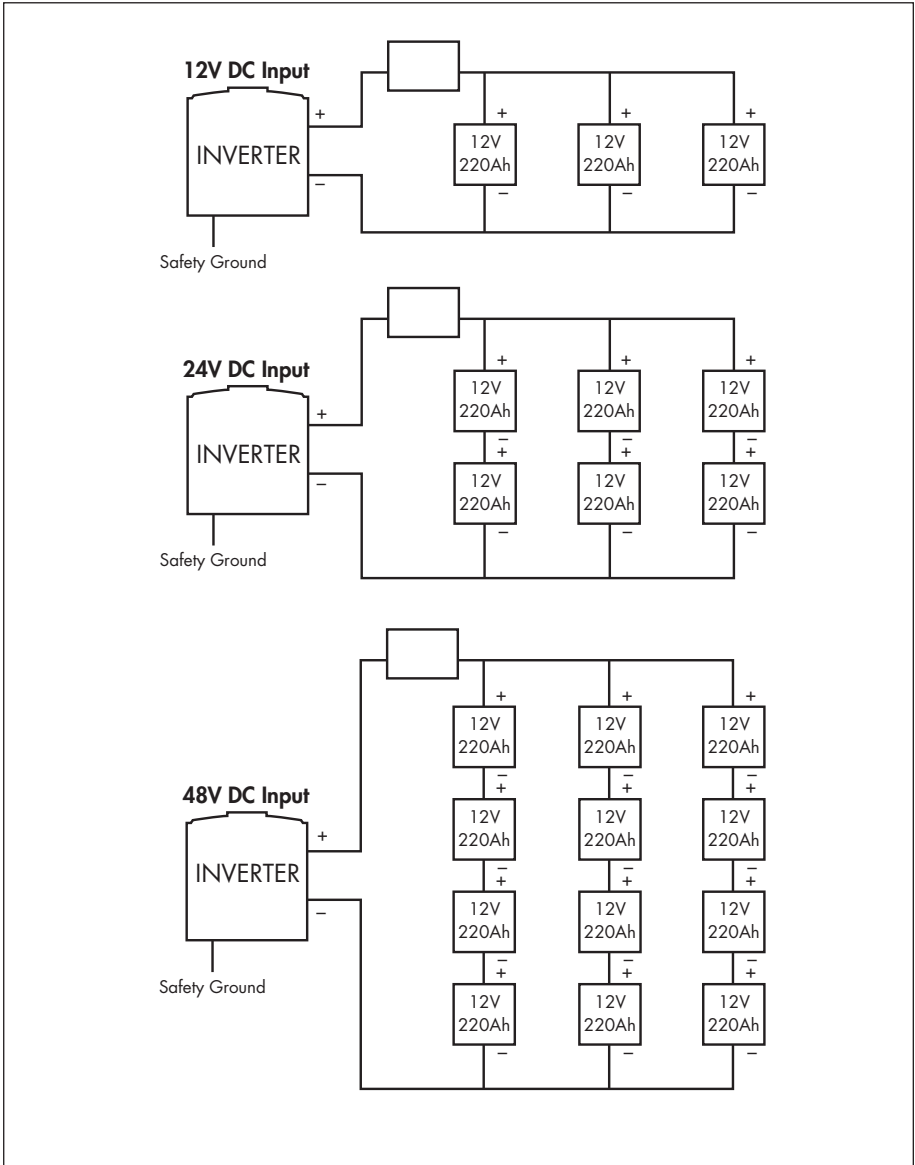 12V DC Input
+ + + +
INVERTER
12V 12V 12V
220Ah 220Ah 220Ah
– – – –
Safety Ground
24V DC Input
+ + +
+
12V 12V 12V
220Ah 220Ah 220Ah
INVERTER
– – –
+ + +
–
12V 12V 12V
220Ah 220Ah 220Ah
– – –
Safety Ground
+ + +
12V 12V 12V
220Ah 220Ah 220Ah
– – –
+ + +
48V DC Input
12V 12V 12V
+
220Ah 220Ah 220Ah
INVERTER
– – –
+ + +
–
12V 12V 12V
220Ah 220Ah 220Ah
– – –
+ + +
Safety Ground
12V 12V 12V
220Ah 220Ah 220Ah
– – –